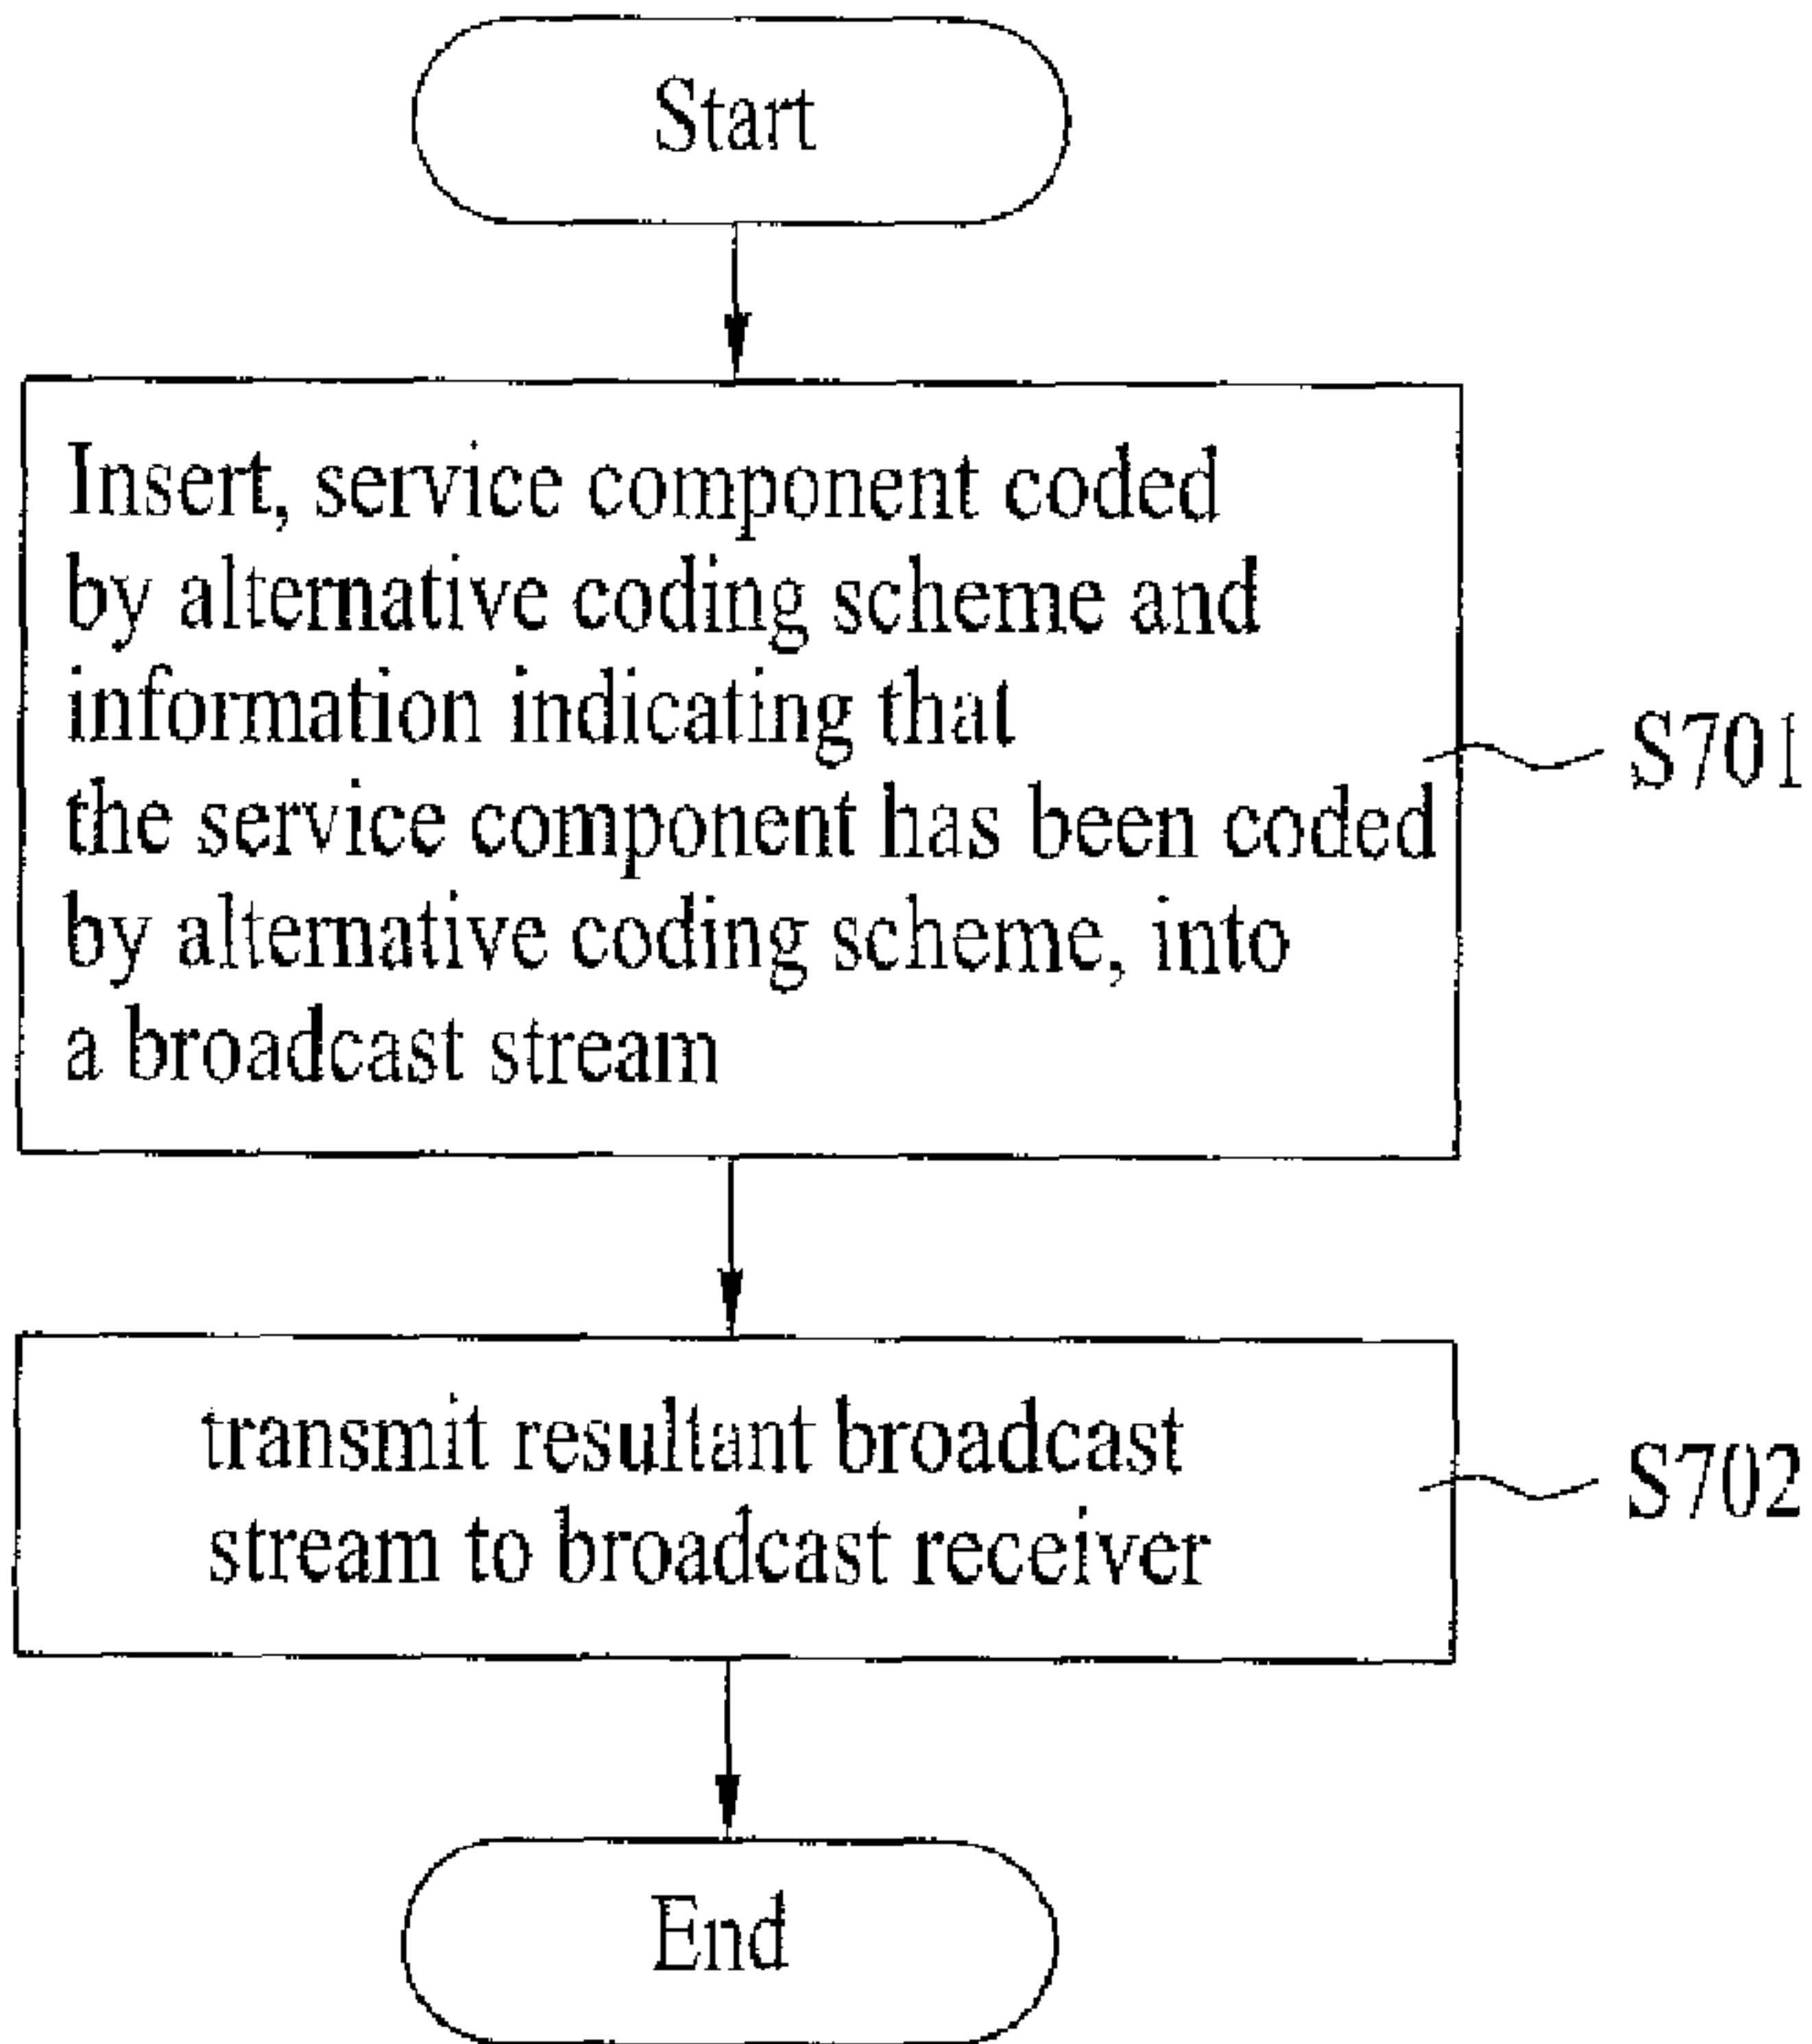 Start
Insert, service component coded
by alternative coding scheme and
information indicating that
the service component has been coded
by alternative coding scheme, into
a broadcast stream
S701
transmit resultant broadcast
stream to broadcast receiver
S702
End